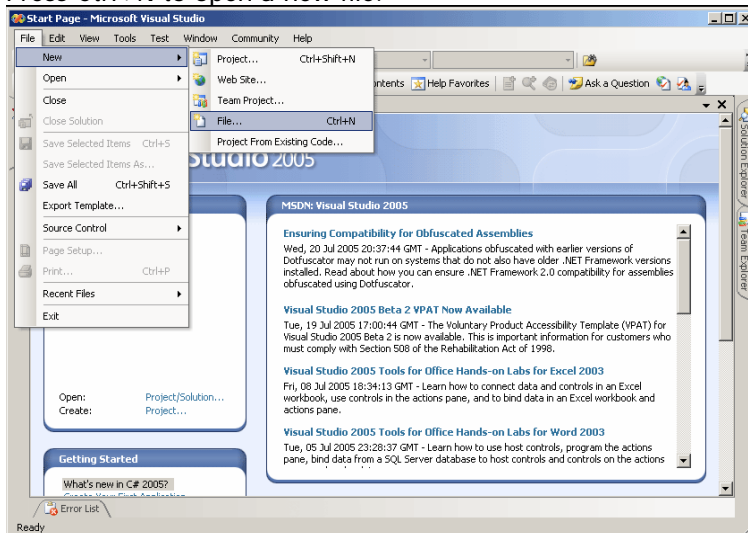 Start Page - Microsoft Visual Studio
File Edit View Tools Test Window Community Help
New
Project... Ctrl+Shift+N
Open
Web Site...
Contents Help Favorites Ask a Question
Close
Team Project...
Close Solution
File... Ctrl+N
Save Selected Items Ctrl+S
Project From Existing Code...
Save Selected Items As...
Studio 2005
Save All Ctrl+Shift+S
Export Template...
Source Control
Page Setup...
Print... Ctrl+P
Recent Files
Exit
Open: Project/Solution...
Create: Project...
Getting Started
What's new in C# 2005?
Create Your First Application
MSDN: Visual Studio 2005
Ensuring Compatibility for Obfuscated Assemblies
Wed, 20 Jul 2005 20:37:44 GMT - Applications obfuscated with earlier versions of
Dotfuscator may not run on systems that do not also have older .NET Framework versions
installed. Read about how you can ensure .NET Framework 2.0 compatibility for assemblies
obfuscated using Dotfuscator.
Visual Studio 2005 Beta 2 VPAT Now Available
Tue, 19 Jul 2005 17:00:44 GMT - The Voluntary Product Accessibility Template (VPAT) for
Visual Studio 2005 Beta 2 is now available. This is important information for customers who
must comply with Section 508 of the Rehabilitation Act of 1998.
Visual Studio 2005 Tools for Office Hands-on Labs for Excel 2003
Fri, 08 Jul 2005 18:34:13 GMT - Learn how to connect data and controls in an Excel
workbook, use controls in the actions pane, and to bind data in an Excel workbook and
actions pane.
Visual Studio 2005 Tools for Office Hands-on Labs for Word 2003
Tue, 05 Jul 2005 23:28:37 GMT - Learn how to use host controls, program the actions
pane, bind data from a SQL Server database to host controls and controls on the actions
Solution Explorer
Team Explorer
Error List
Ready